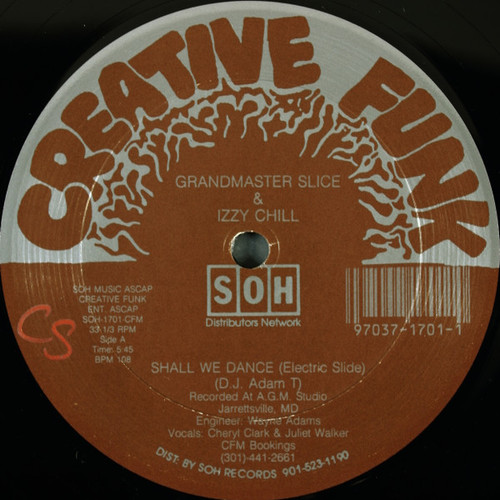 CREATIVE FUNK
GRANDMASTER SLICE
&
IZZY CHILL
SOH
Distributors Network
SOH MUSIC ASCAP
CREATIVE FUNK
ENT. ASCAP
SOH-1701-CFM
33 1/3 RPM
Side A
Time: 5:45
BPM 108
CS
97037-1701-1
SHALL WE DANCE (Electric Slide)
(D.J. Adam T)
Recorded At A.G.M. Studio
Jarrettsville, MD
Engineer: Wayne Adams
Vocals: Cheryl Clark & Juliet Walker
CFM Bookings
(301)-441-2661
DIST. BY SOH RECORDS 901-523-1190